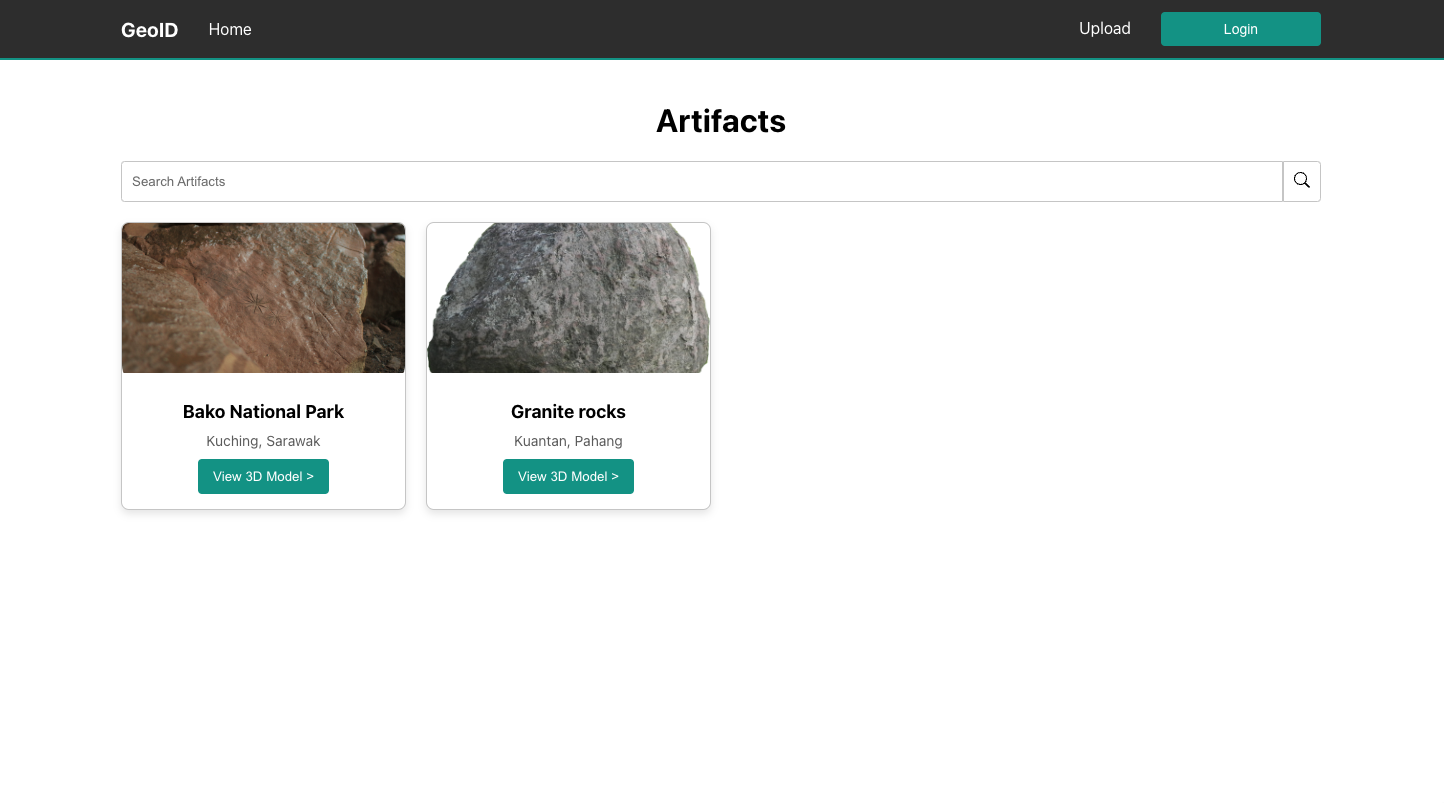 GeoID Home Upload Login
Artifacts
Search Artifacts
Bako National Park
Kuching, Sarawak
View 3D Model >
Granite rocks
Kuantan, Pahang
View 3D Model >